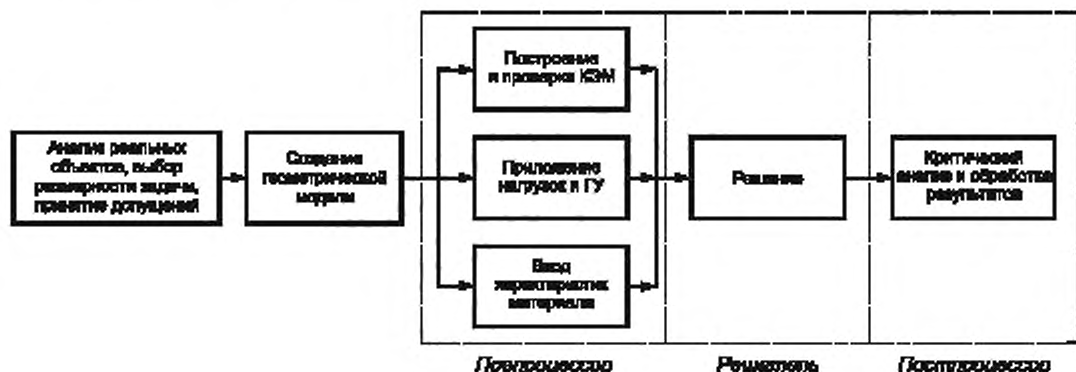 Анализ реальных
объектов, выбор
размерности задачи,
принятие допущений
Создание
геометрической
модели
Построение
и проверка КЭМ
Приложение
нагрузок и ГУ
Ввод
характеристик
материала
Решение
Критический
анализ и обработка
результатов
Препроцессор
Решатель
Постпроцессор